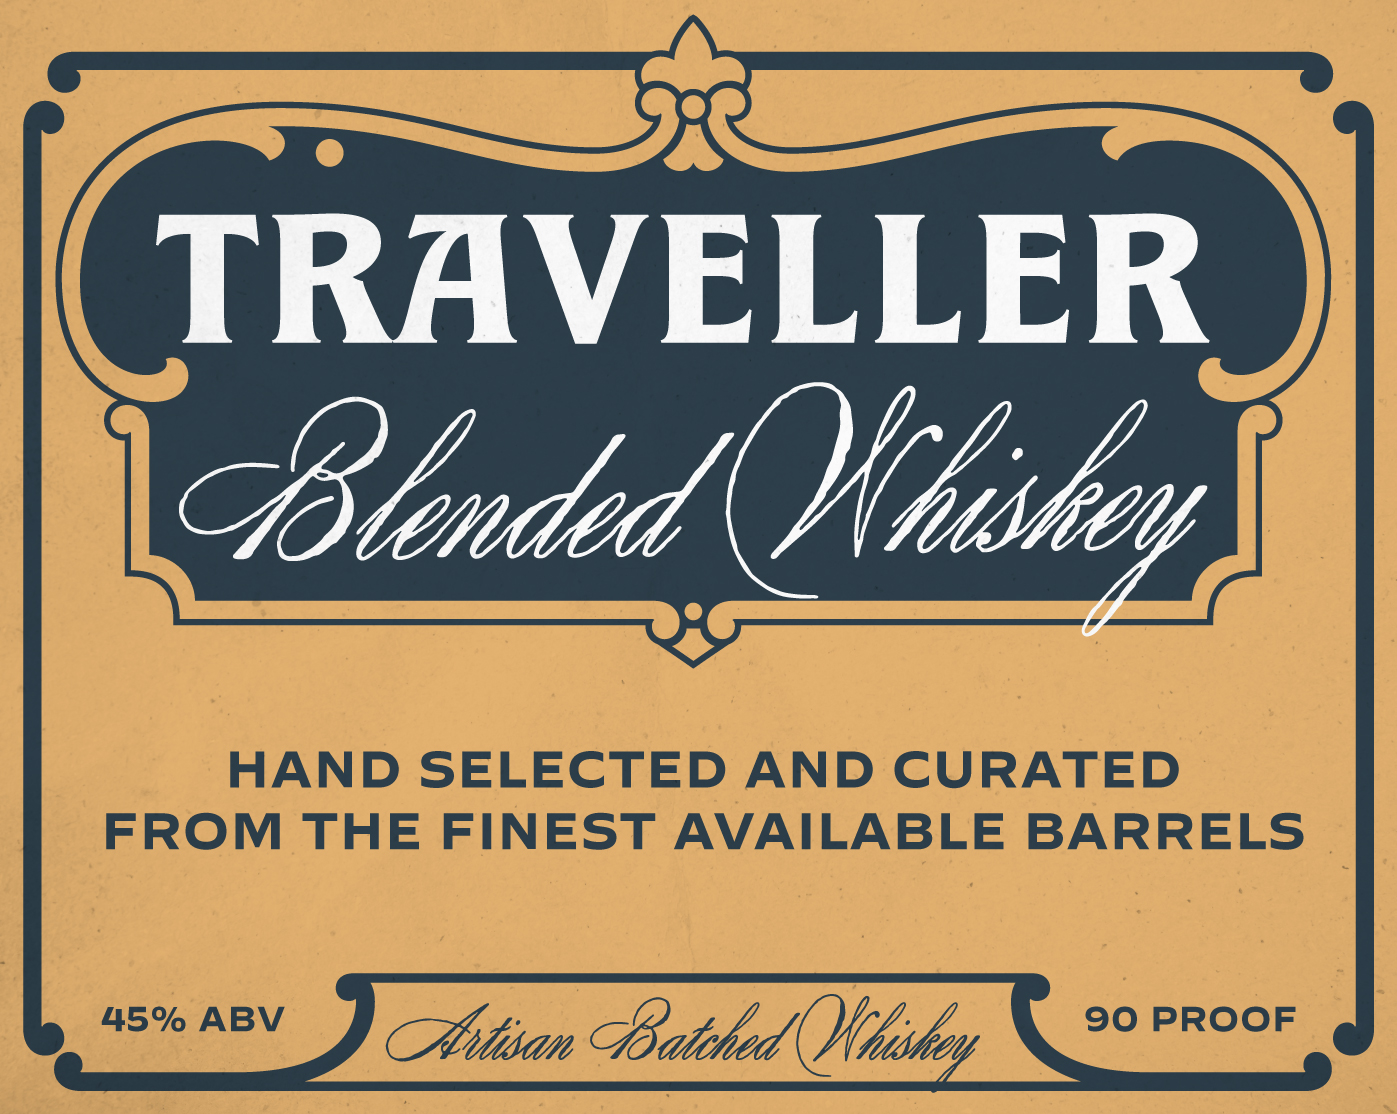 TRAVELLER
Blended Whiskey
HAND SELECTED AND CURATED
FROM THE FINEST AVAILABLE BARRELS
45% ABV
Artisan Batched Whiskey
90 PROOF